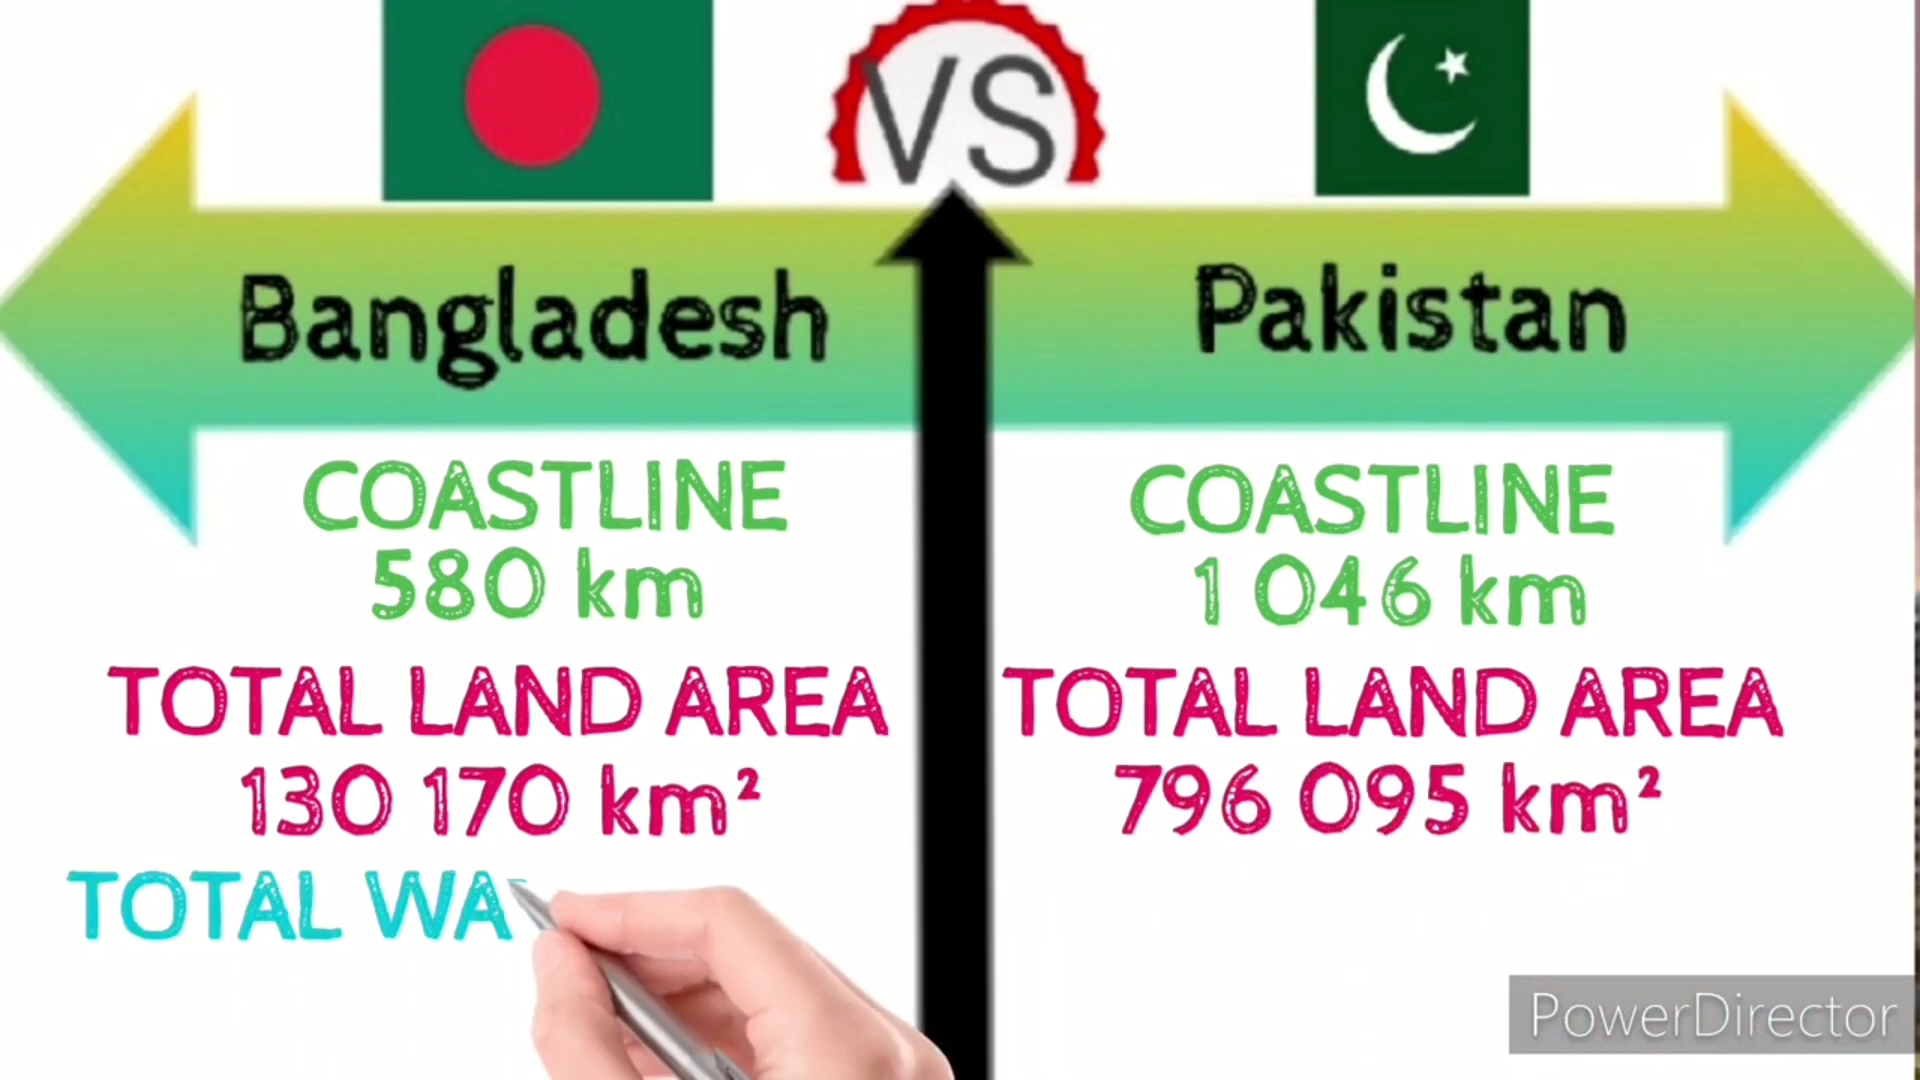 VS
Bangladesh
Pakistan
COASTLINE
580 km
TOTAL LAND AREA
130 170 km²
TOTAL WA
COASTLINE
1 046 km
TOTAL LAND AREA
796 095 km²
PowerDirector